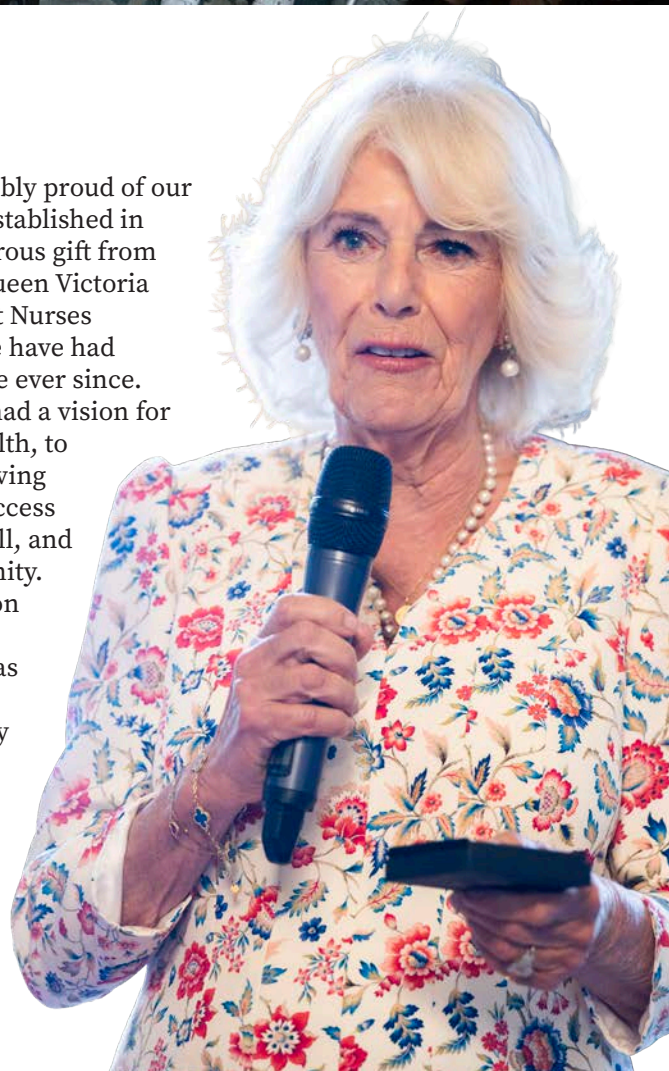 bly proud of our
stablished in
rous gift from
ueen Victoria
t Nurses
e have had
e ever since.
had a vision for
lth, to
ving
ccess
ll, and
nity.
on
as
y